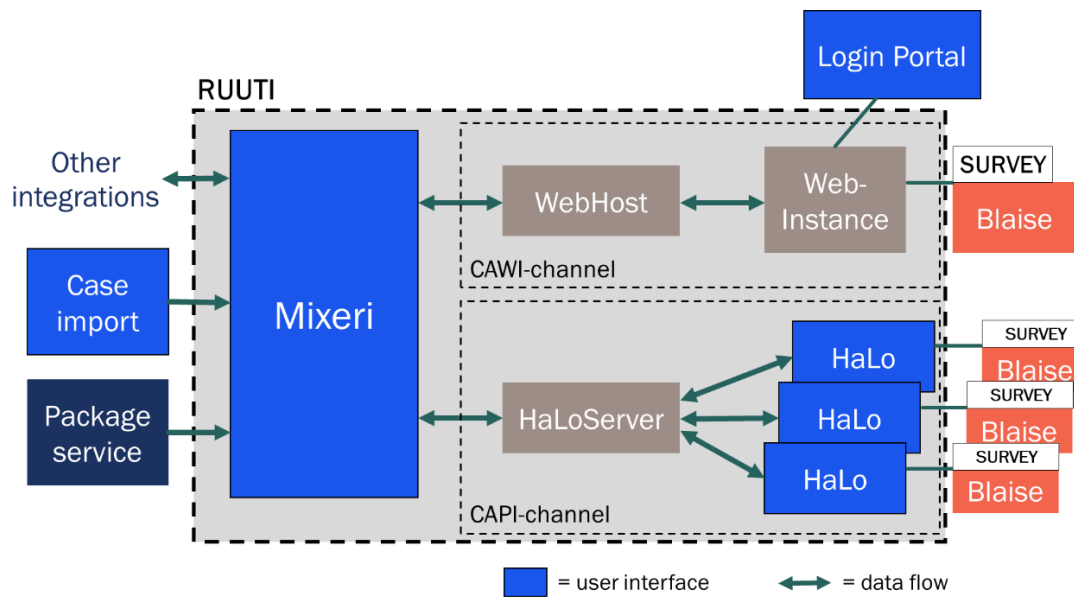 Login Portal
RUUTI
Other
integrations
Case
import
Package
service
Mixeri
WebHost
Web-
Instance
SURVEY
Blaise
CAWI-channel
HaLoServer
HaLo
SURVEY
Blaise
HaLo
SURVEY
Blaise
HaLo
SURVEY
Blaise
CAPI-channel
= user interface
= data flow